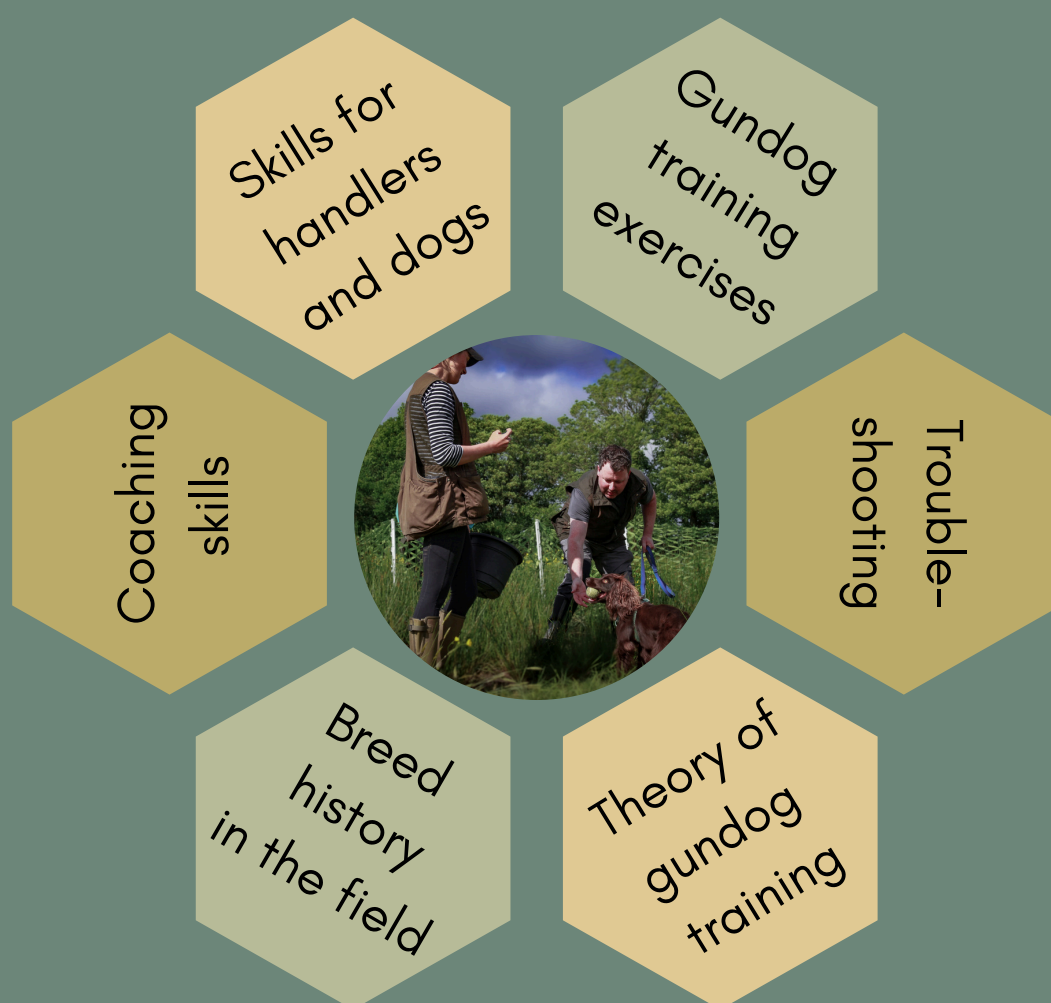 Skills for
handlers
and dogs
Gundog
training
exercises
Coaching
skills
Trouble-
shooting
Breed
history
in the field
Theory of
gundog
training